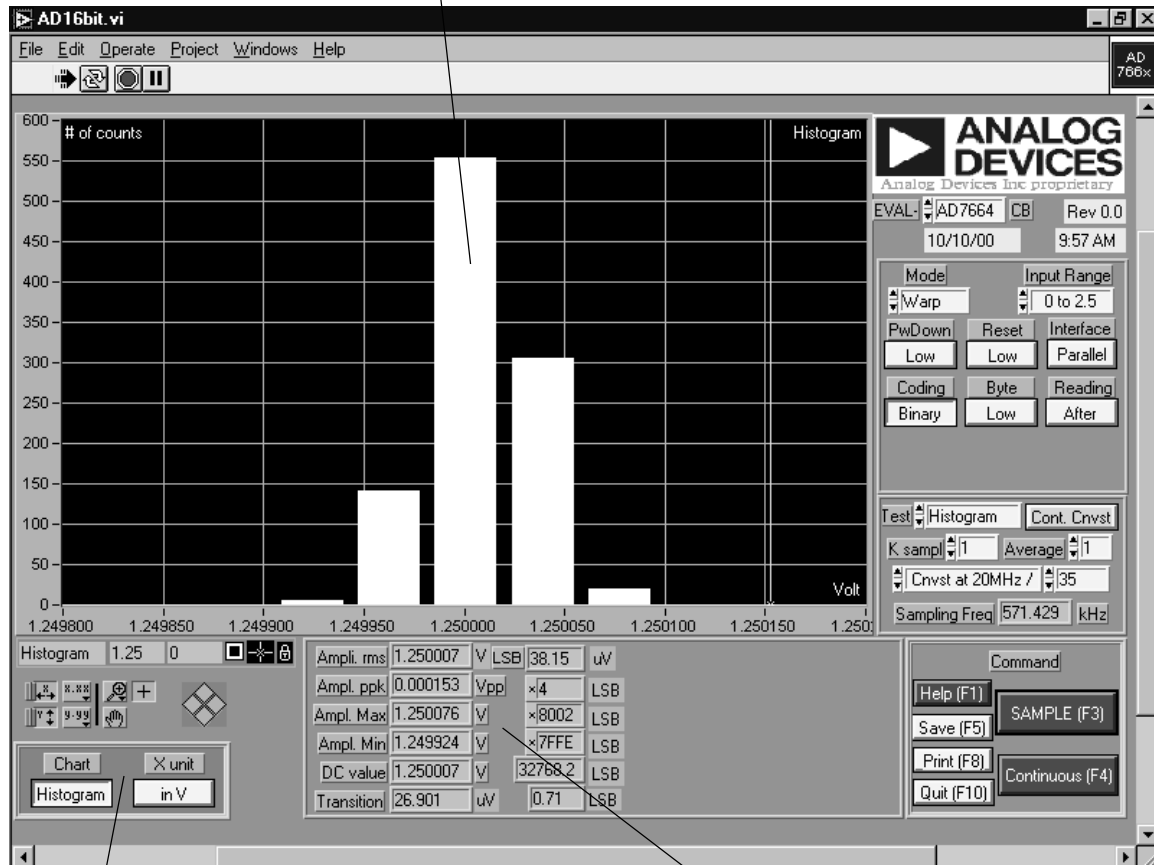 AD16bit.vi
File Edit Operate Project Windows Help
AD
766x
# of counts
Histogram
600
550
500
450
400
350
300
250
200
150
100
50
0
Volt
1.249800 1.249850 1.249900 1.249950 1.250000 1.250050 1.250100 1.250150 1.250
ANALOG
DEVICES
Analog Devices Inc proprietary
EVAL- AD7664 CB Rev 0.0
10/10/00 9:57 AM
Mode Input Range
Warp 0 to 2.5
PwDown Reset Interface
Low Low Parallel
Coding Byte Reading
Binary Low After
Test Histogram Cont. Cnvst
K sampl 1 Average 1
Cnvst at 20MHz / 35
Sampling Freq 571.429 kHz
Histogram 1.25 0
X.XX
Y.YY
Chart X unit
Histogram in V
Ampli. rms 1.250007 V LSB 38.15 uV
Ampl. ppk 0.000153 Vpp ×4 LSB
Ampl. Max 1.250076 V ×8002 LSB
Ampl. Min 1.249924 V ×7FFE LSB
DC value 1.250007 V 32768.2 LSB
Transition 26.901 uV 0.71 LSB
Command
Help (F1)
Save (F5)
Print (F8)
Quit (F10)
SAMPLE (F3)
Continuous (F4)